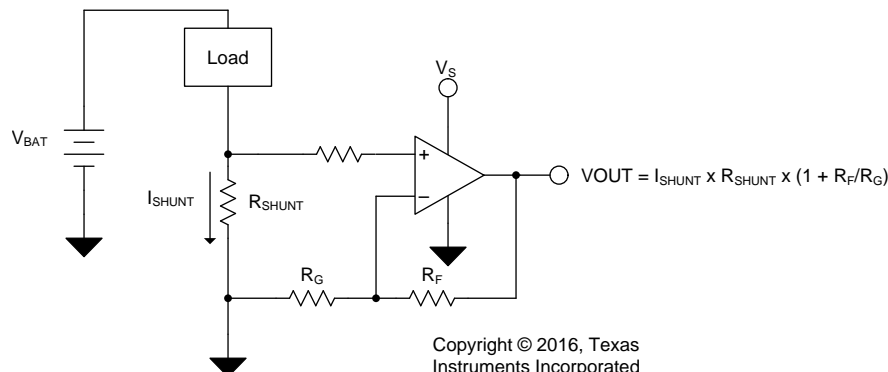 Load
V_S
V_BAT
+
−
VOUT = I_SHUNT x R_SHUNT x (1 + R_F/R_G)
I_SHUNT
R_SHUNT
R_G
R_F
Copyright © 2016, Texas
Instruments Incorporated